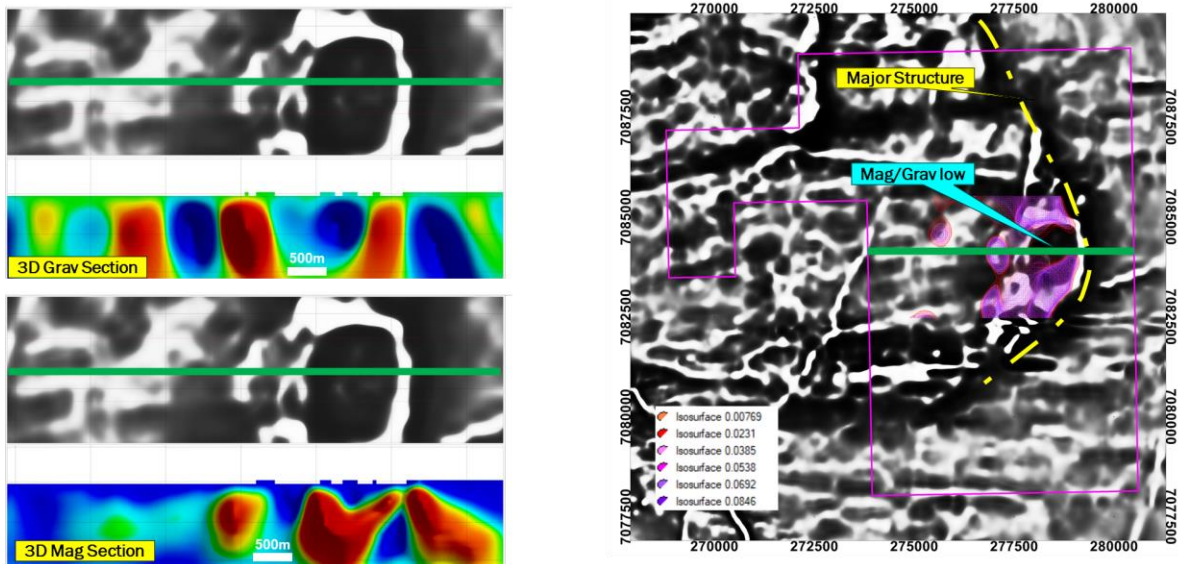 3D Grav Section
500m
3D Mag Section
500m
270000 272500 275000 277500 280000
Major Structure
Mag/Grav low
7087500
7085000
7082500
7080000
7077500
7087500
7085000
7082500
7080000
7077500
Isosurface 0.00769
Isosurface 0.0231
Isosurface 0.0385
Isosurface 0.0538
Isosurface 0.0692
Isosurface 0.0846
270000 272500 275000 277500 280000